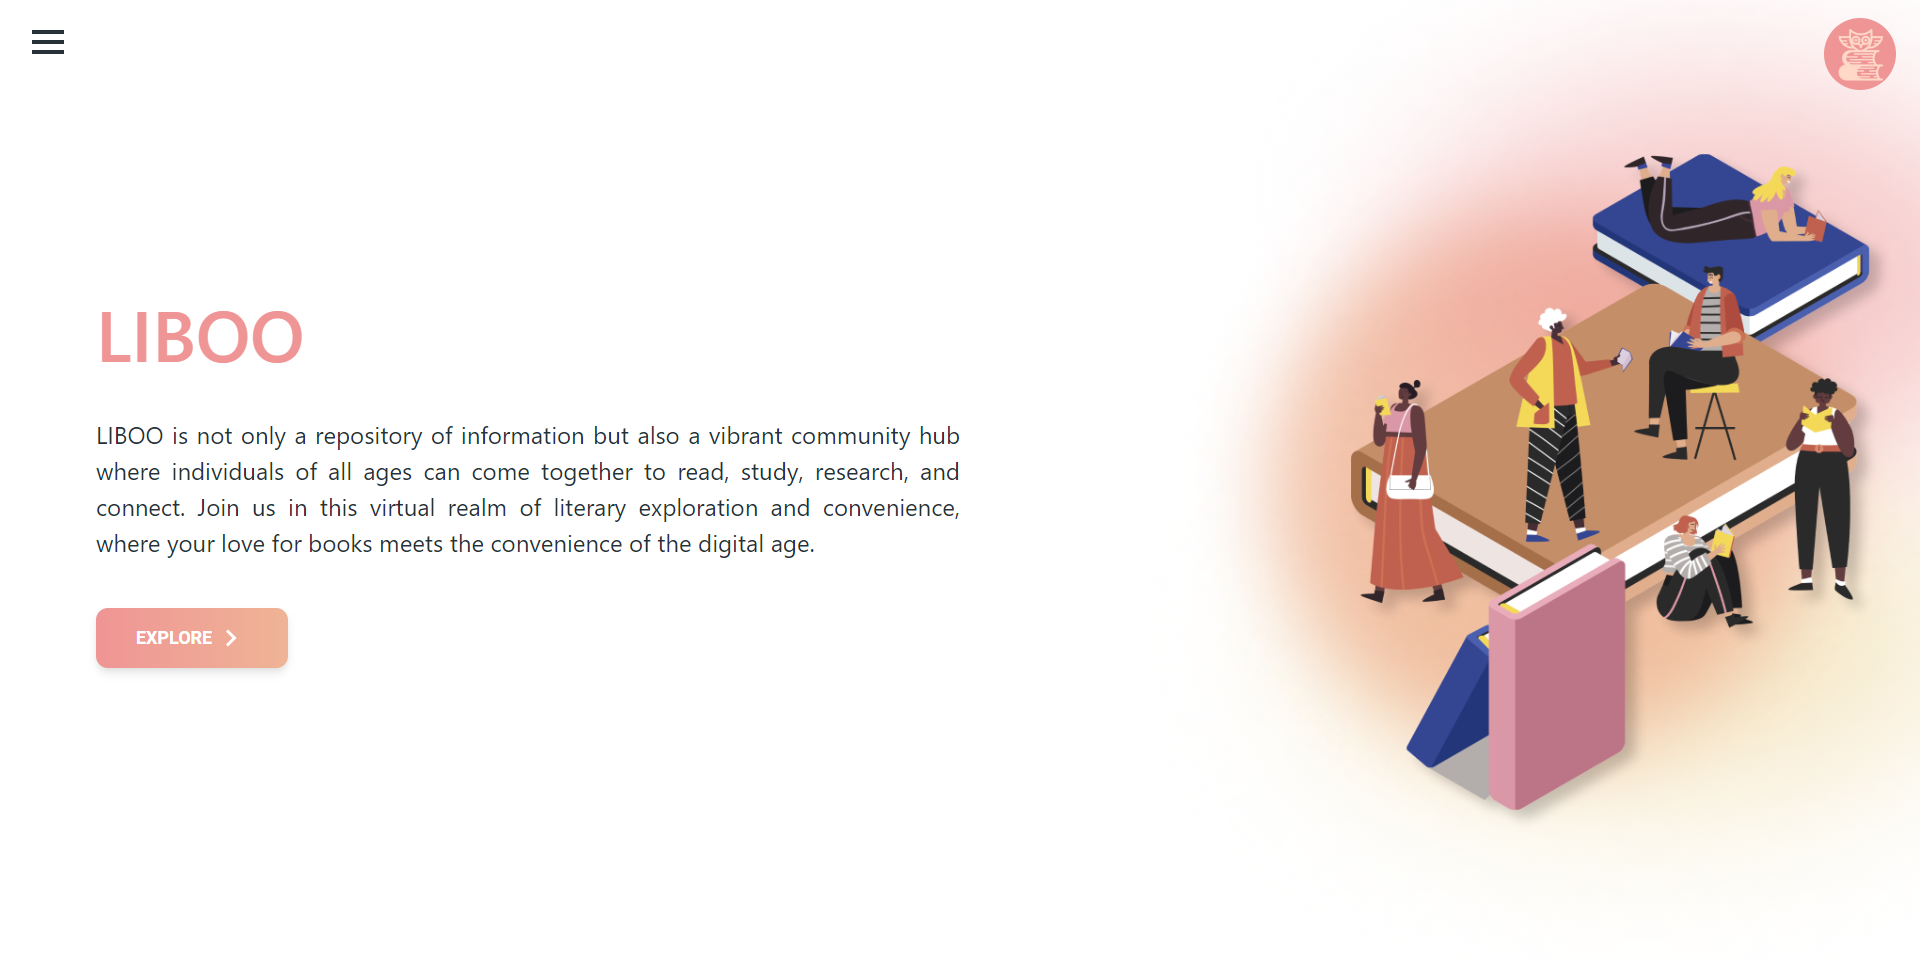 LIBOO
LIBOO is not only a repository of information but also a vibrant community hub
where individuals of all ages can come together to read, study, research, and
connect. Join us in this virtual realm of literary exploration and convenience,
where your love for books meets the convenience of the digital age.
EXPLORE